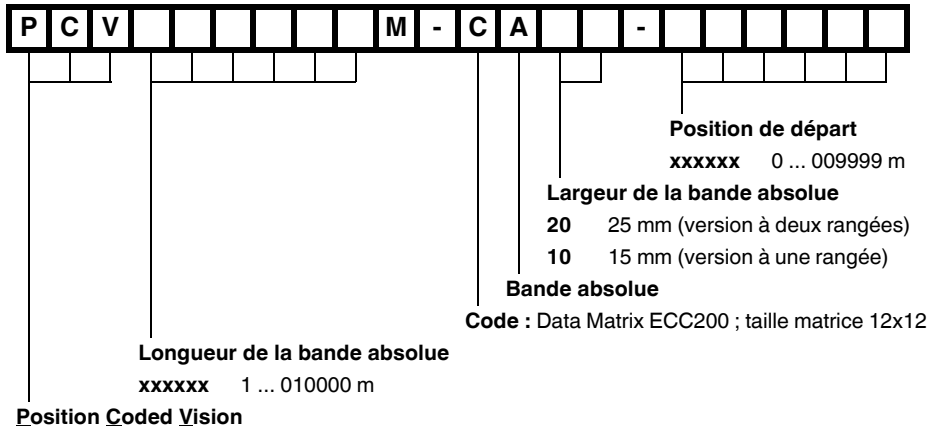 P C V M - C A -
Position de départ
xxxxxx 0 ... 009999 m
Largeur de la bande absolue
20 25 mm (version à deux rangées)
10 15 mm (version à une rangée)
Bande absolue
Code : Data Matrix ECC200 ; taille matrice 12x12
Longueur de la bande absolue
xxxxxx 1 ... 010000 m
Position Coded Vision